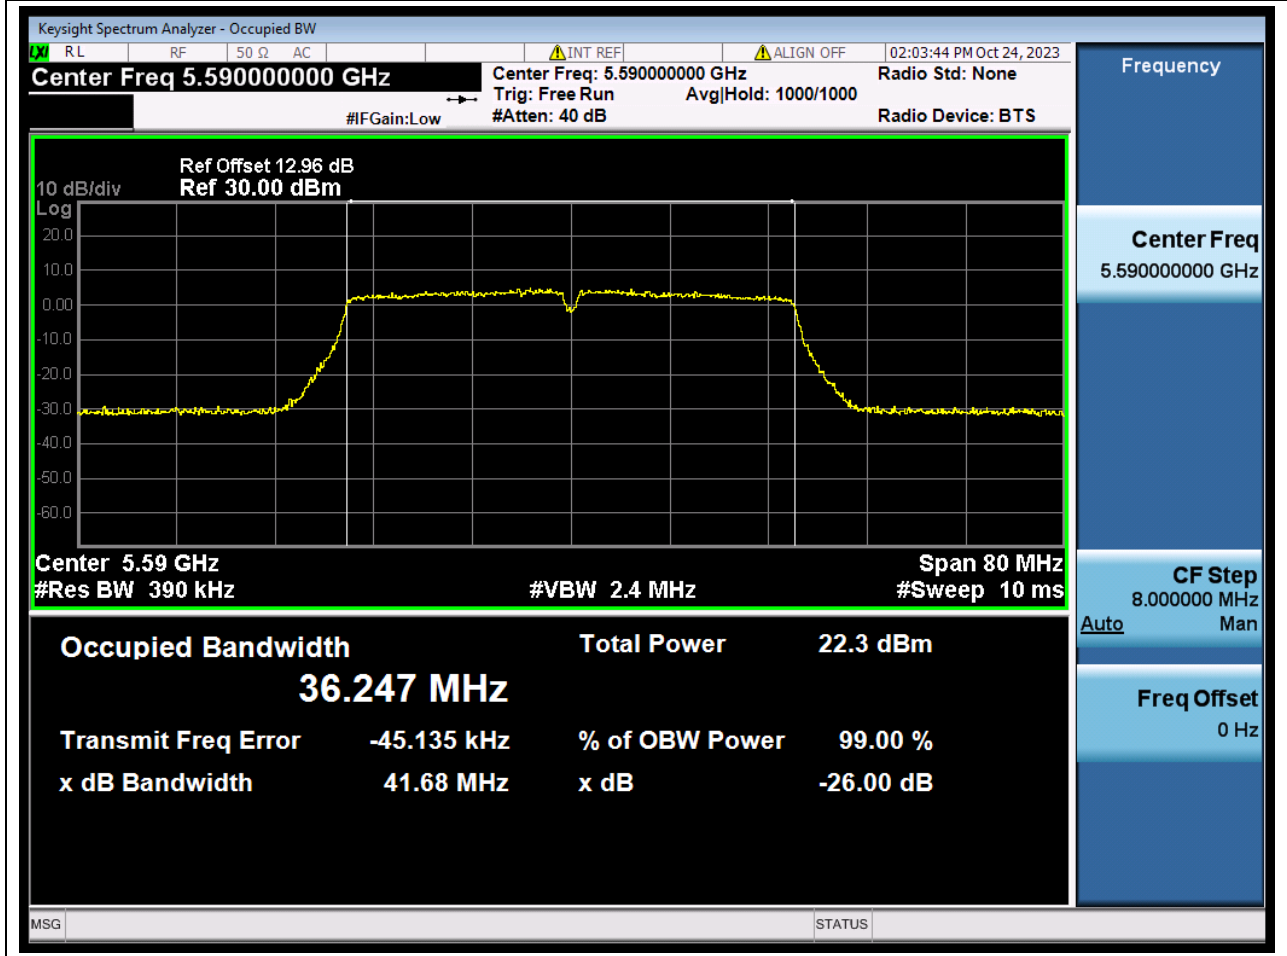 Keysight Spectrum Analyzer - Occupied BW
LXI RL RF 50 Ω AC INT REF ALIGN OFF 02:03:44 PM Oct 24, 2023
Center Freq 5.590000000 GHz
Center Freq: 5.590000000 GHz
Radio Std: None
Trig: Free Run Avg|Hold: 1000/1000
#IFGain:Low
#Atten: 40 dB
Radio Device: BTS
Ref Offset 12.96 dB
10 dB/div
Ref 30.00 dBm
Log
20.0
10.0
0.00
-10.0
-20.0
-30.0
-40.0
-50.0
-60.0
Center 5.59 GHz
Span 80 MHz
#Res BW 390 kHz
#VBW 2.4 MHz
#Sweep 10 ms
Occupied Bandwidth
36.247 MHz
Total Power 22.3 dBm
Transmit Freq Error -45.135 kHz
% of OBW Power 99.00 %
x dB Bandwidth 41.68 MHz
x dB -26.00 dB
MSG
STATUS
Frequency
Center Freq
5.590000000 GHz
CF Step
8.000000 MHz
Auto Man
Freq Offset
0 Hz